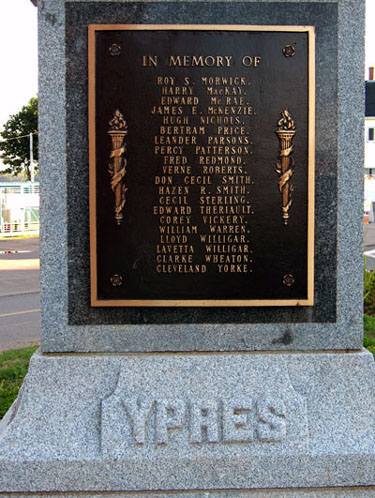 IN MEMORY OF
ROY S. MORWICK.
HARRY MacKAY.
EDWARD McRAE.
JAMES E. McKENZIE.
HUGH NICHOLS.
BERTRAM PRICE.
LEANDER PARSONS.
PERCY PATTERSON.
FRED REDMOND.
VERNE ROBERTS.
DON CECIL SMITH.
HAZEN R. SMITH.
CECIL STERLING.
EDWARD THERIAULT.
COREY VICKERY.
WILLIAM WARREN.
LLOYD WILLIGAR.
LAVETTA WILLIGAR.
CLARKE WHEATON.
CLEVELAND YORKE.
YPRES